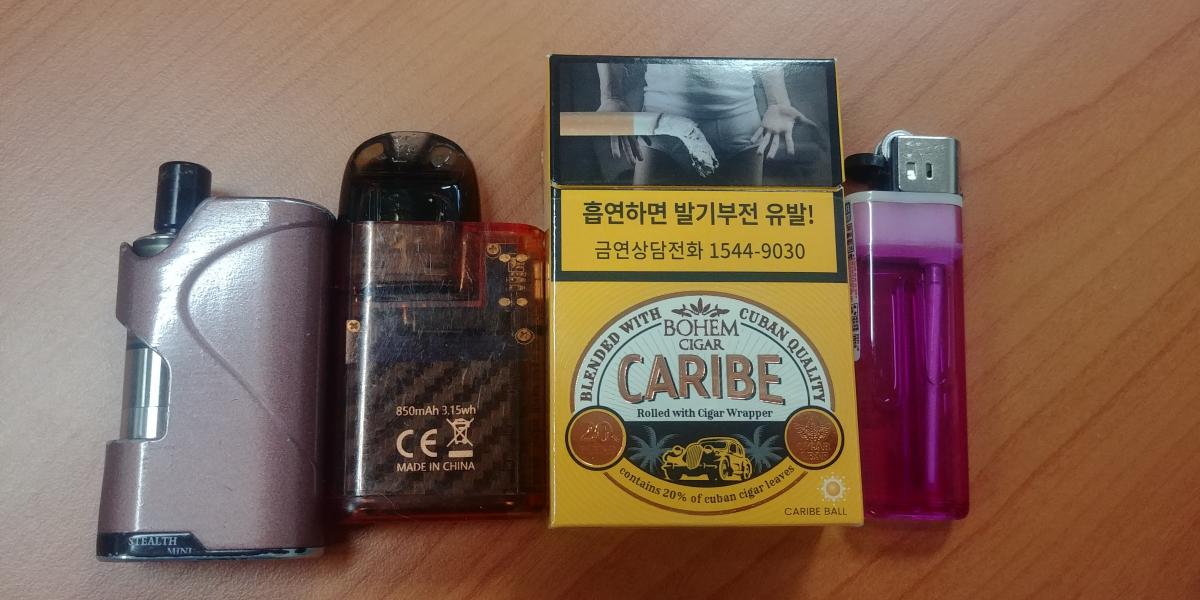 STEALTH
MINI
850mAh 3.15wh
CE
MADE IN CHINA
흡연하면 발기부전 유발!
금연상담전화 1544-9030
BLENDED WITH CUBAN QUALITY
BOHEM
CIGAR
CARIBE
Rolled with Cigar Wrapper
20
contains 20% of cuban cigar leaves
CARIBE BALL